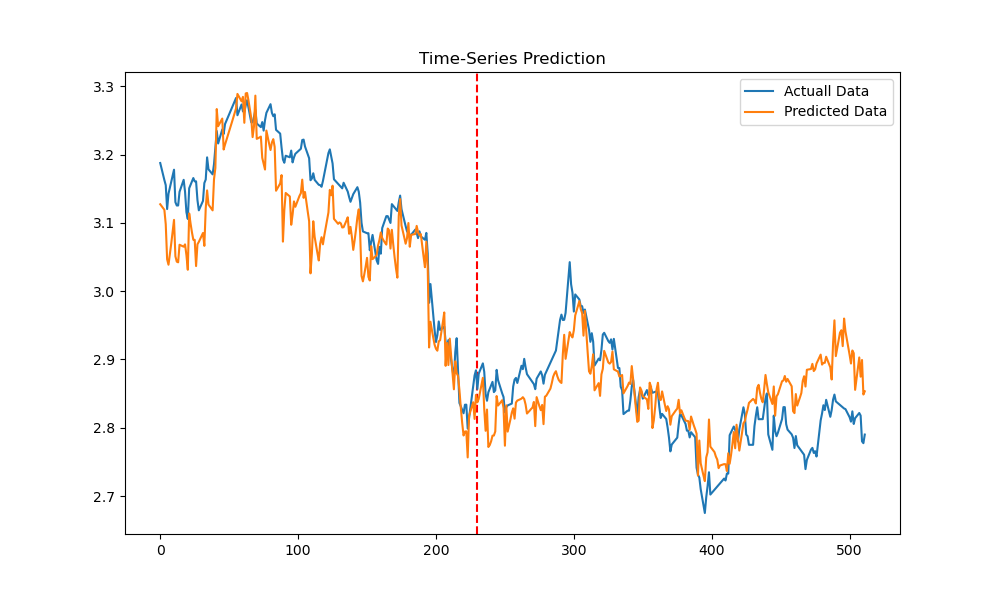 Time-Series Prediction
Actuall Data
Predicted Data
3.3
3.2
3.1
3.0
2.9
2.8
2.7
0 100 200 300 400 500